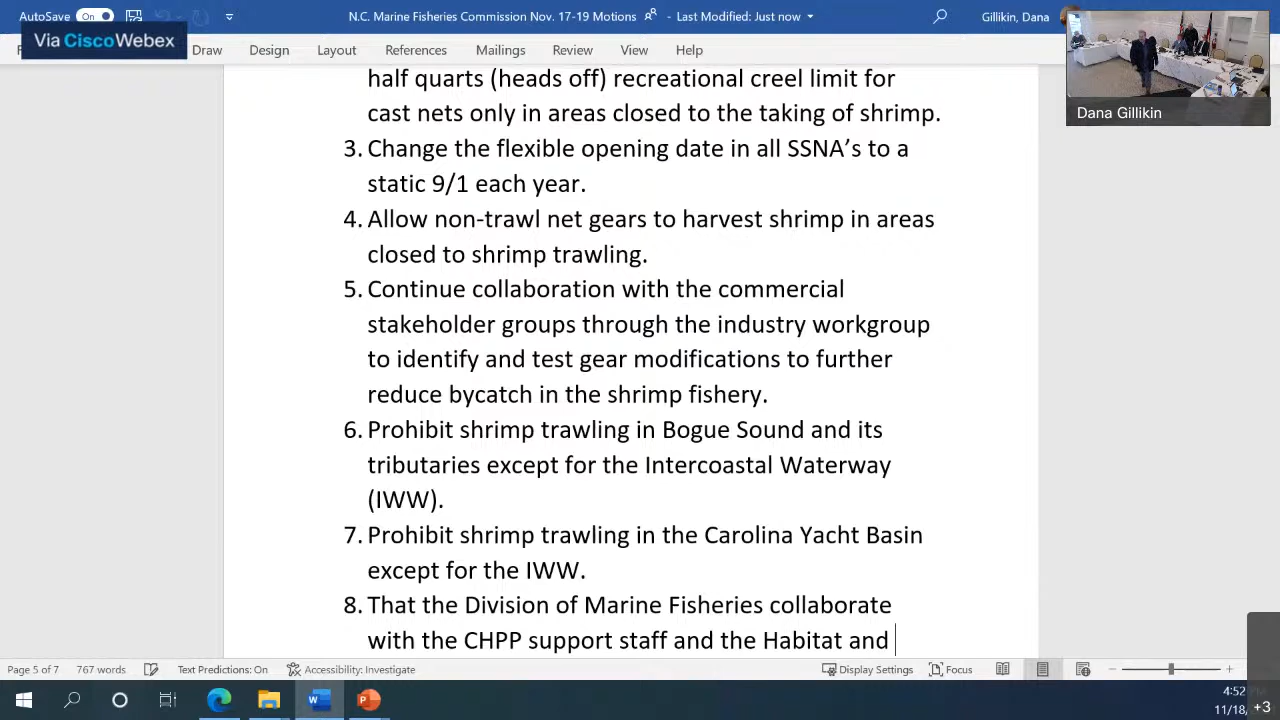 AutoSave On N.C. Marine Fisheries Commission Nov. 17-19 Motions - Last Modified: Just now Gillikin, Dana
Via CiscoWebex
Draw Design Layout References Mailings Review View Help
half quarts (heads off) recreational creel limit for
cast nets only in areas closed to the taking of shrimp.
Dana Gillikin
3. Change the flexible opening date in all SSNA’s to a
static 9/1 each year.
4. Allow non-trawl net gears to harvest shrimp in areas
closed to shrimp trawling.
5. Continue collaboration with the commercial
stakeholder groups through the industry workgroup
to identify and test gear modifications to further
reduce bycatch in the shrimp fishery.
6. Prohibit shrimp trawling in Bogue Sound and its
tributaries except for the Intercoastal Waterway
(IWW).
7. Prohibit shrimp trawling in the Carolina Yacht Basin
except for the IWW.
8. That the Division of Marine Fisheries collaborate
with the CHPP support staff and the Habitat and
Page 5 of 7 767 words Text Predictions: On Accessibility: Investigate Display Settings Focus
4:52
11/18/
+3